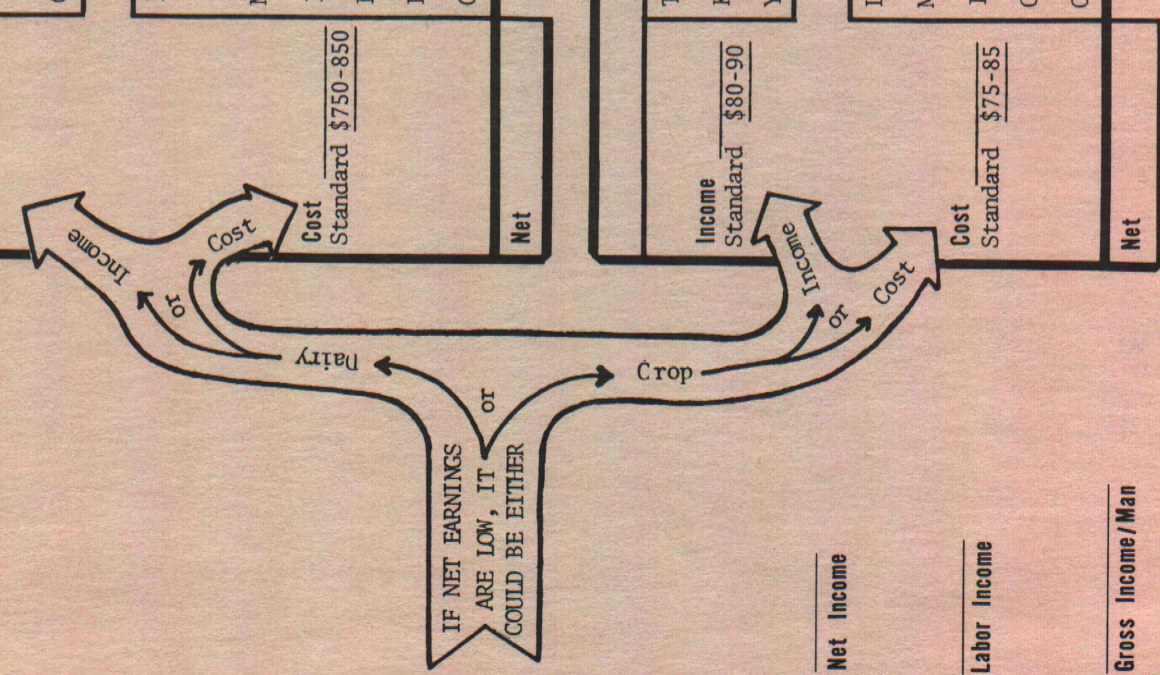 IF NET EARNINGS
ARE LOW, IT
COULD BE EITHER
or
Dairy
or
Income
Cost
Crop
or
Income
Cost
Cost
Standard $750-850
Net
Income
Standard $80-90
Cost
Standard $75-85
Net
Net Income
Labor Income
Gross Income/Man